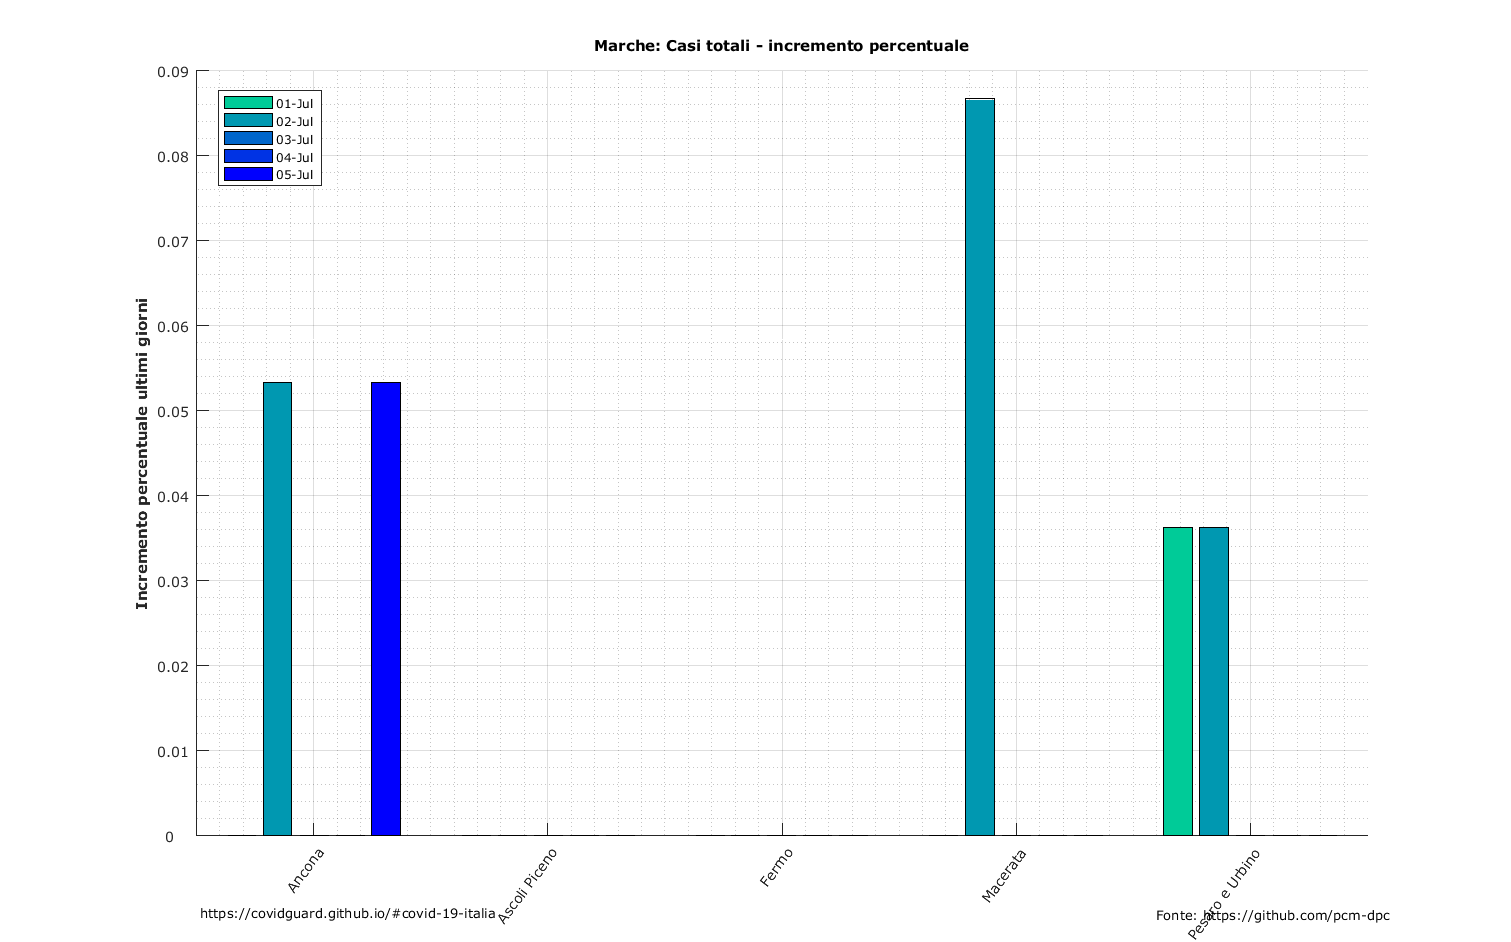 Marche: Casi totali - incremento percentuale
Incremento percentuale ultimi giorni
0.09
0.08
0.07
0.06
0.05
0.04
0.03
0.02
0.01
0
01-Jul
02-Jul
03-Jul
04-Jul
05-Jul
Ancona
Ascoli Piceno
Fermo
Macerata
Pesaro e Urbino
https://covidguard.github.io/#covid-19-italia
Fonte: https://github.com/pcm-dpc